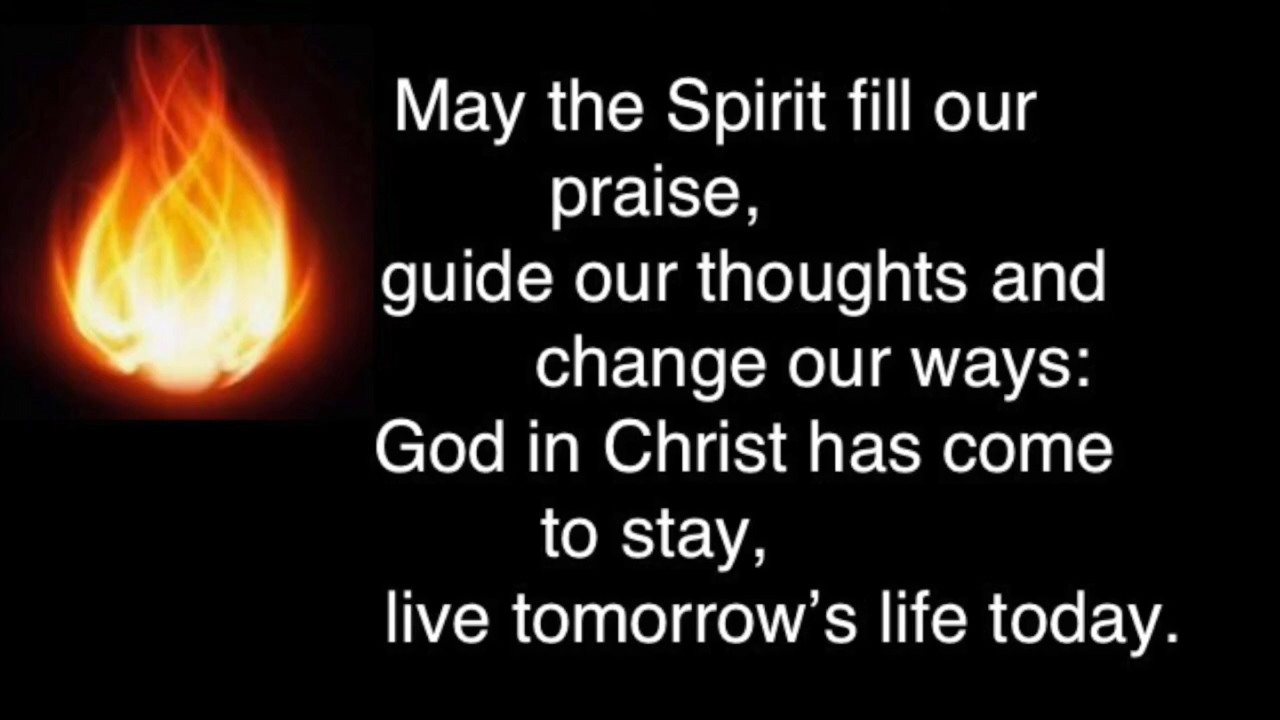 May the Spirit fill our
praise,
guide our thoughts and
change our ways:
God in Christ has come
to stay,
live tomorrow’s life today.